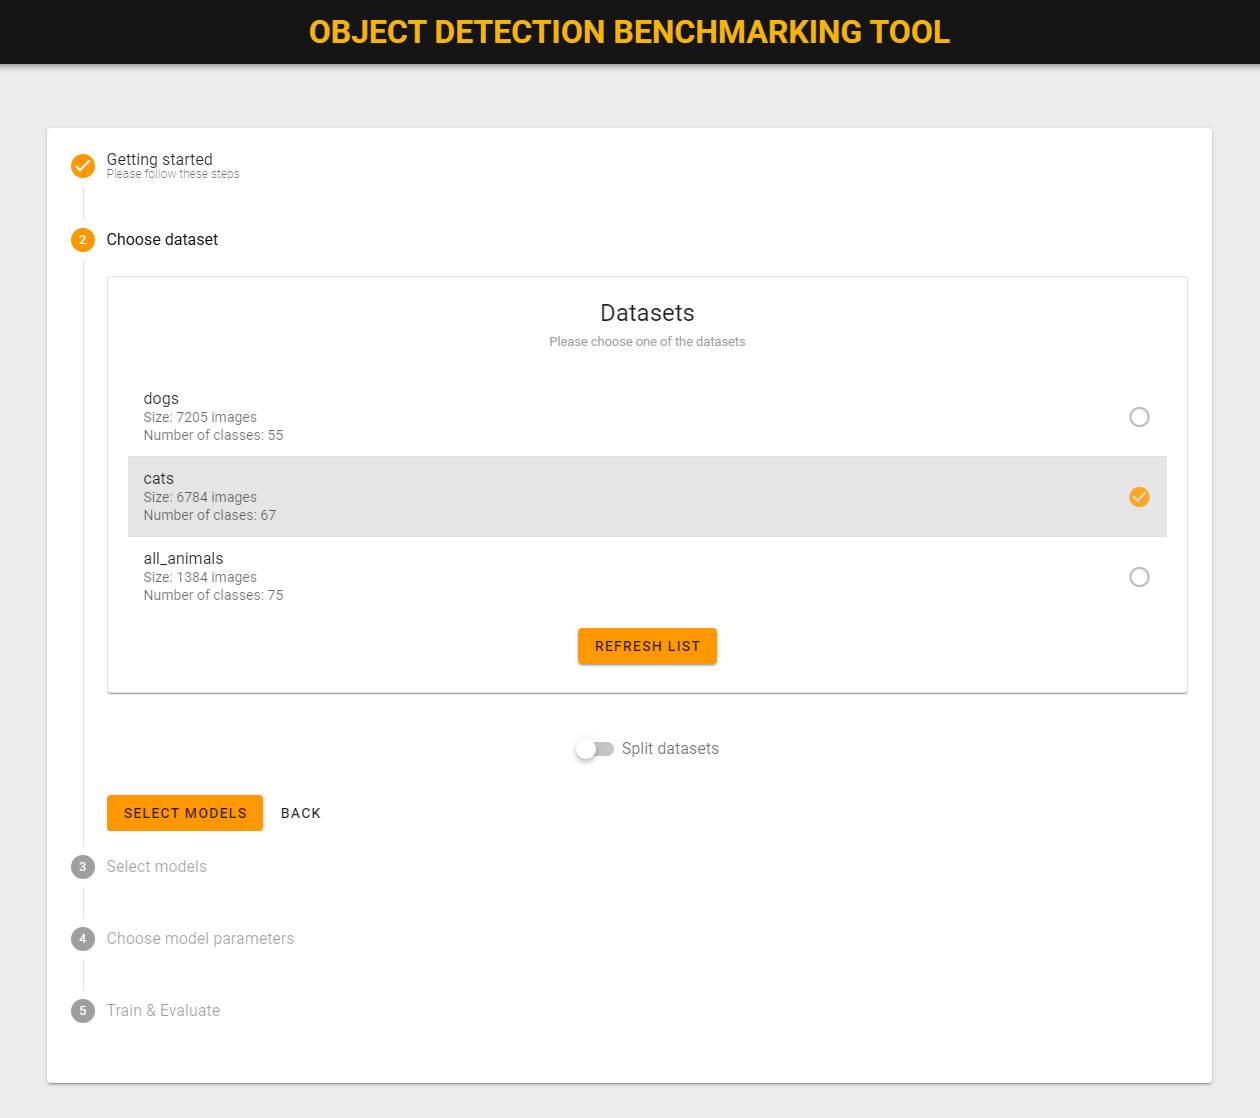 OBJECT DETECTION BENCHMARKING TOOL
Getting started
Please follow these steps
2 Choose dataset
Datasets
Please choose one of the datasets
dogs
Size: 7205 images
Number of classes: 55
cats
Size: 6784 images
Number of clases: 67
all_animals
Size: 1384 images
Number of classes: 75
REFRESH LIST
Split datasets
SELECT MODELS BACK
3 Select models
4 Choose model parameters
5 Train & Evaluate